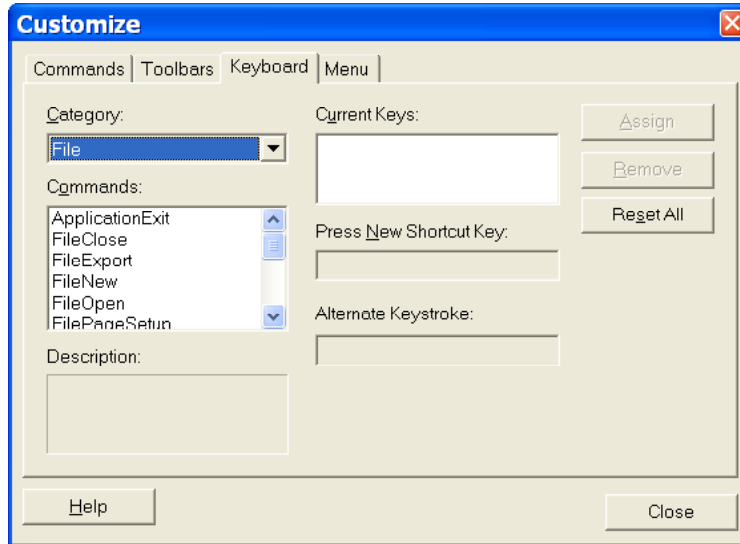 Customize
Commands Toolbars Keyboard Menu
Category:
File
Commands:
ApplicationExit
FileClose
FileExport
FileNew
FileOpen
FilePageSetup
Description:
Current Keys:
Press New Shortcut Key:
Alternate Keystroke:
Assign
Remove
Reset All
Help
Close